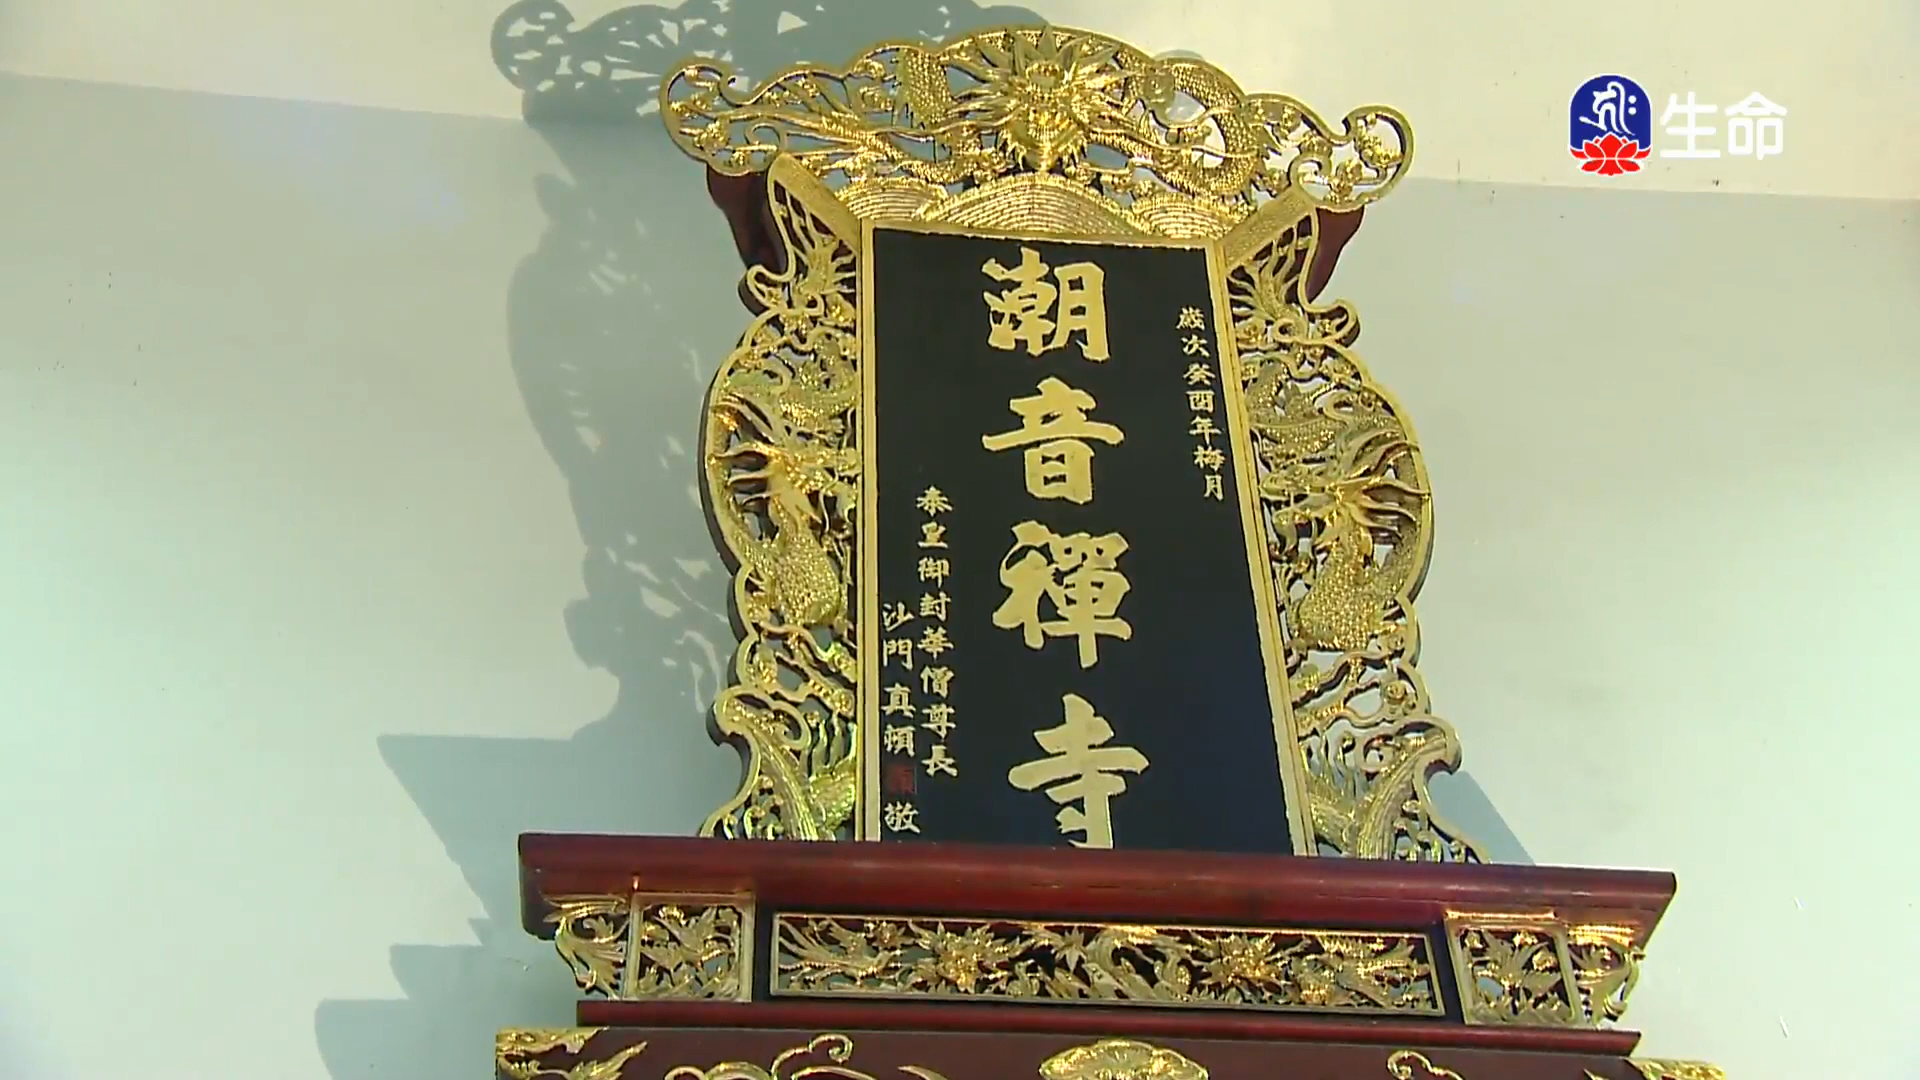 歲次癸酉年梅月
潮音禪寺
泰皇御封華僧尊長
沙門真頓敬
生命